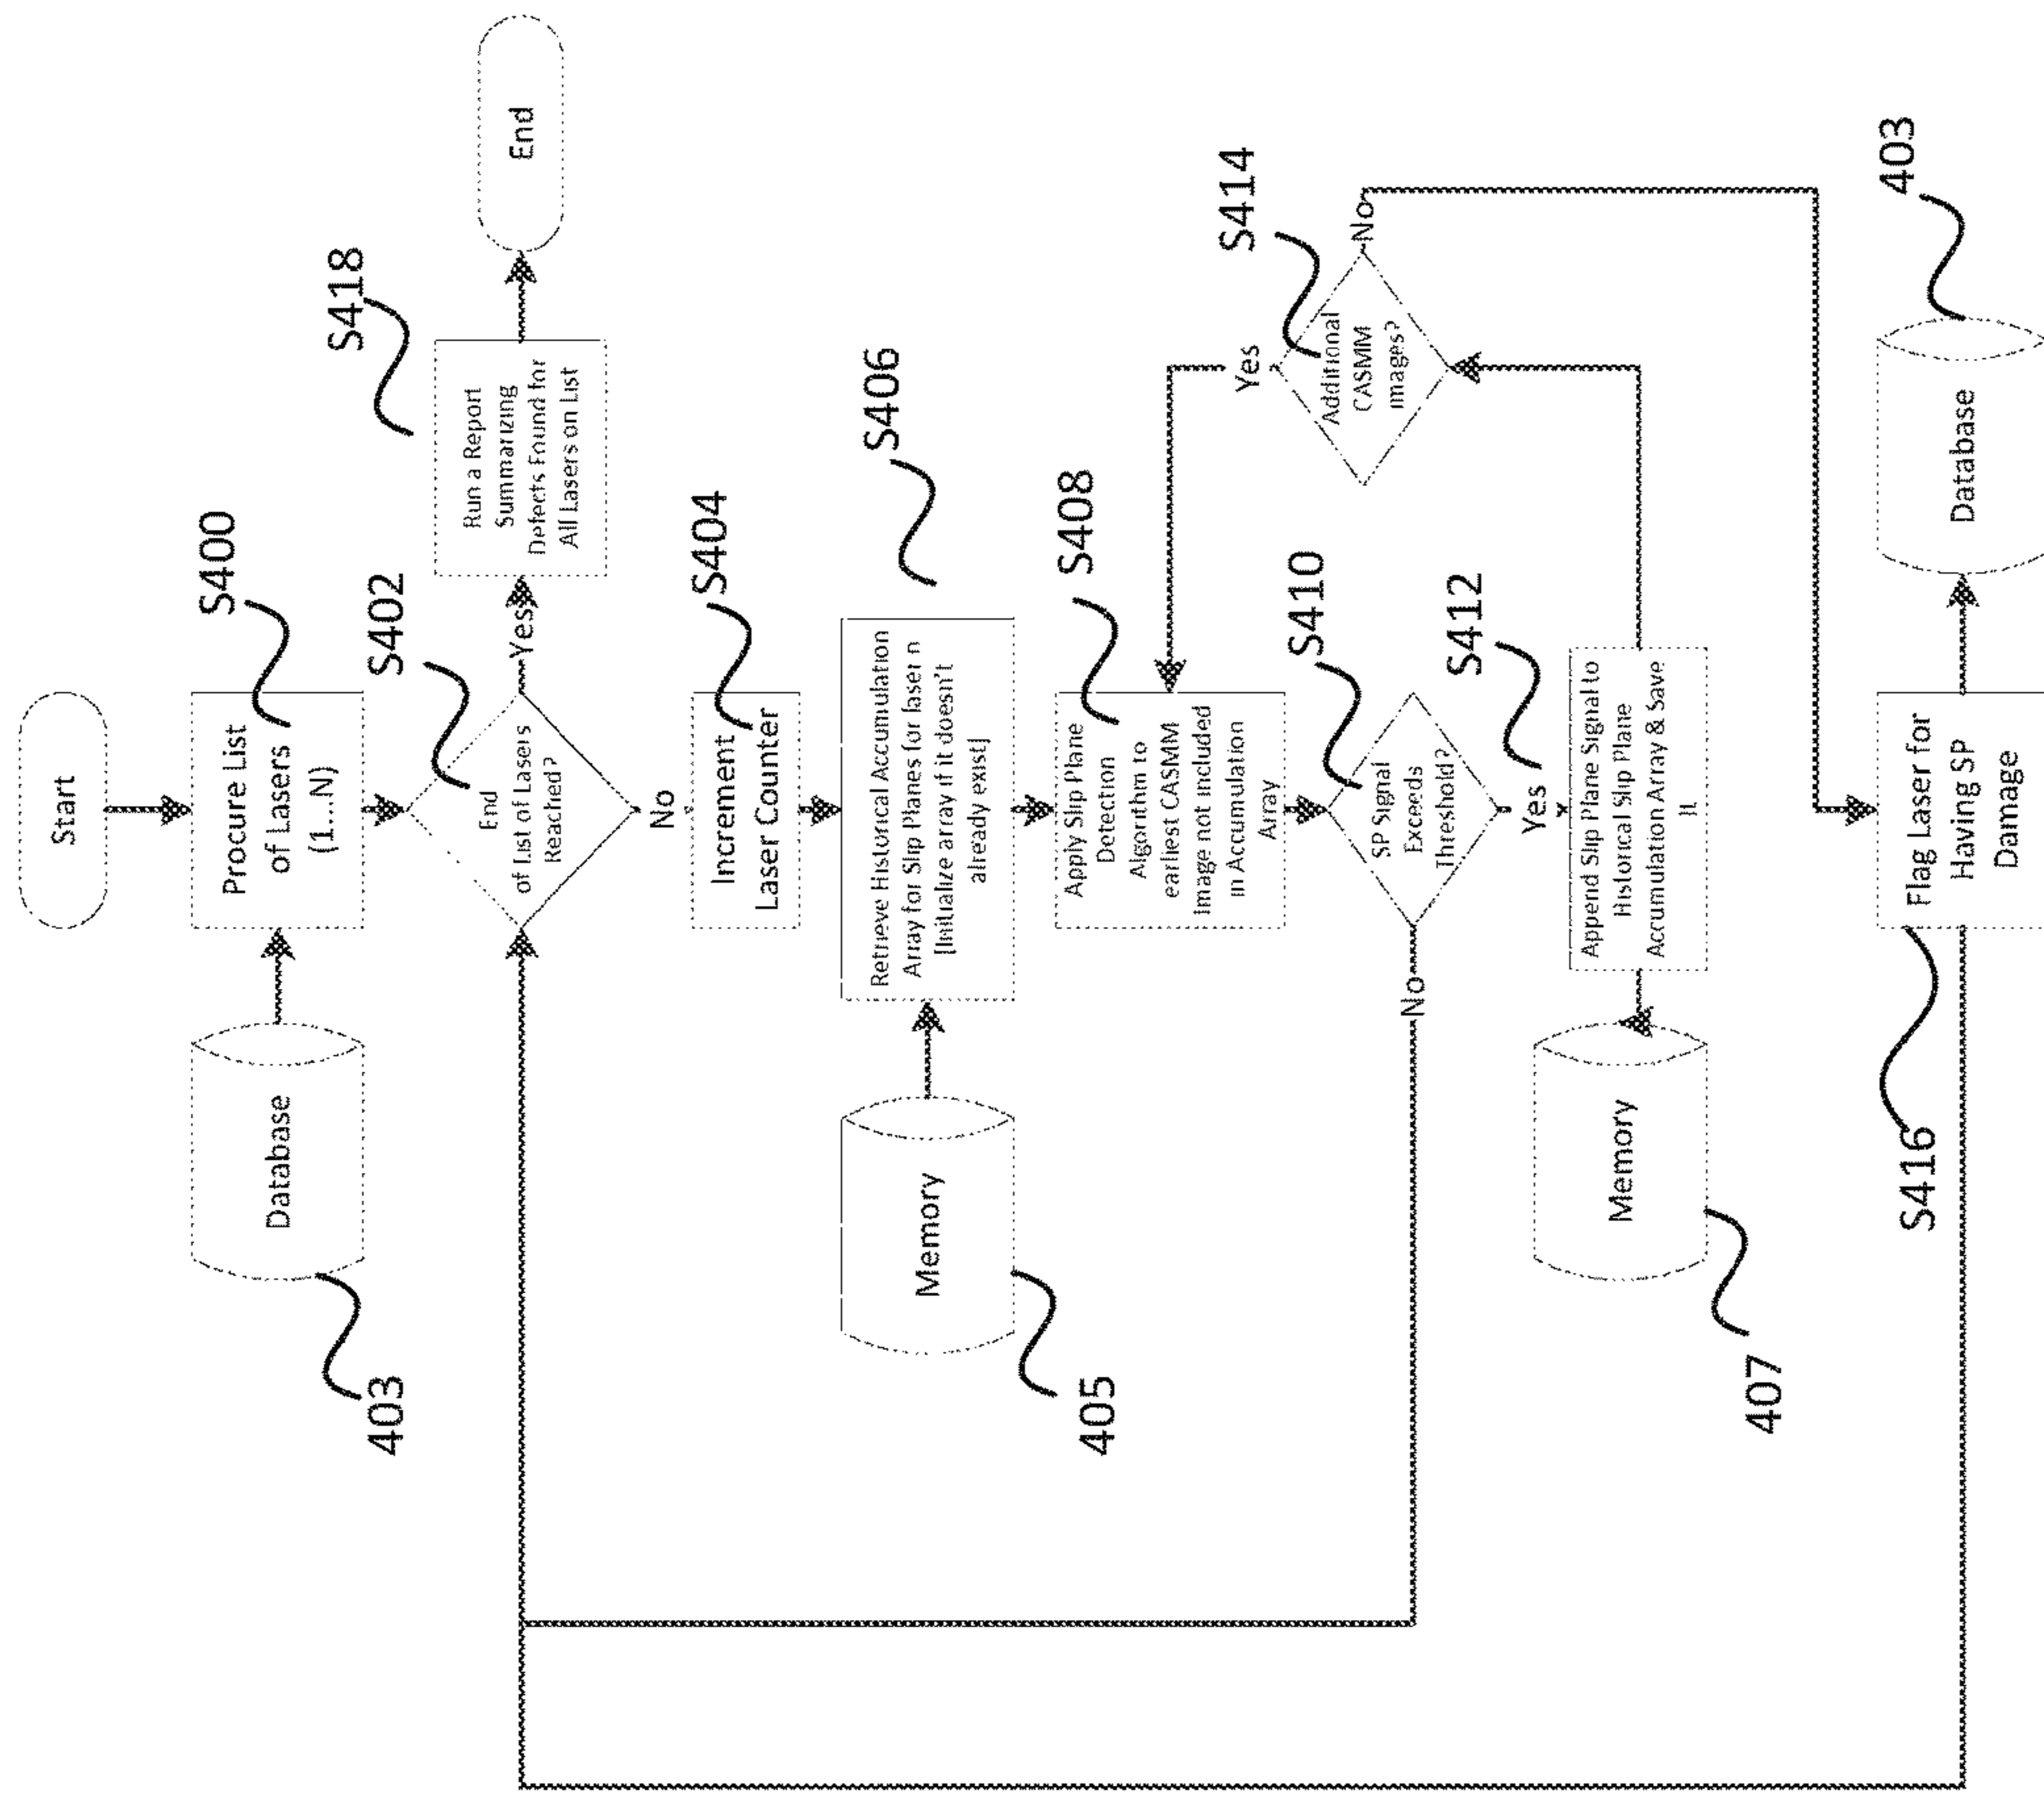 Start
S400
Procure List
of Lasers
(1...N)
Database
403
S402
End
of List of Lasers
Reached?
Yes
S418
Run a Report
Summarizing
Defects Found for
All Lasers on List
End
No
S404
Increment
Laser Counter
S406
Retrieve Historical Accumulation
Array for Slip Planes for laser n
[Initialize array if it doesn't
already exist]
Memory
405
S408
Apply Slip Plane
Detection
Algorithm to
earliest CASMM
image not included
in Accumulation
Array
S410
SP Signal
Exceeds
Threshold?
No
Yes
S412
Append Slip Plane Signal to
Historical Slip Plane
Accumulation Array & Save
It
Memory
407
S414
Additional
CASMM
images?
Yes
No
S416
Flag Laser for
Having SP
Damage
Database
403